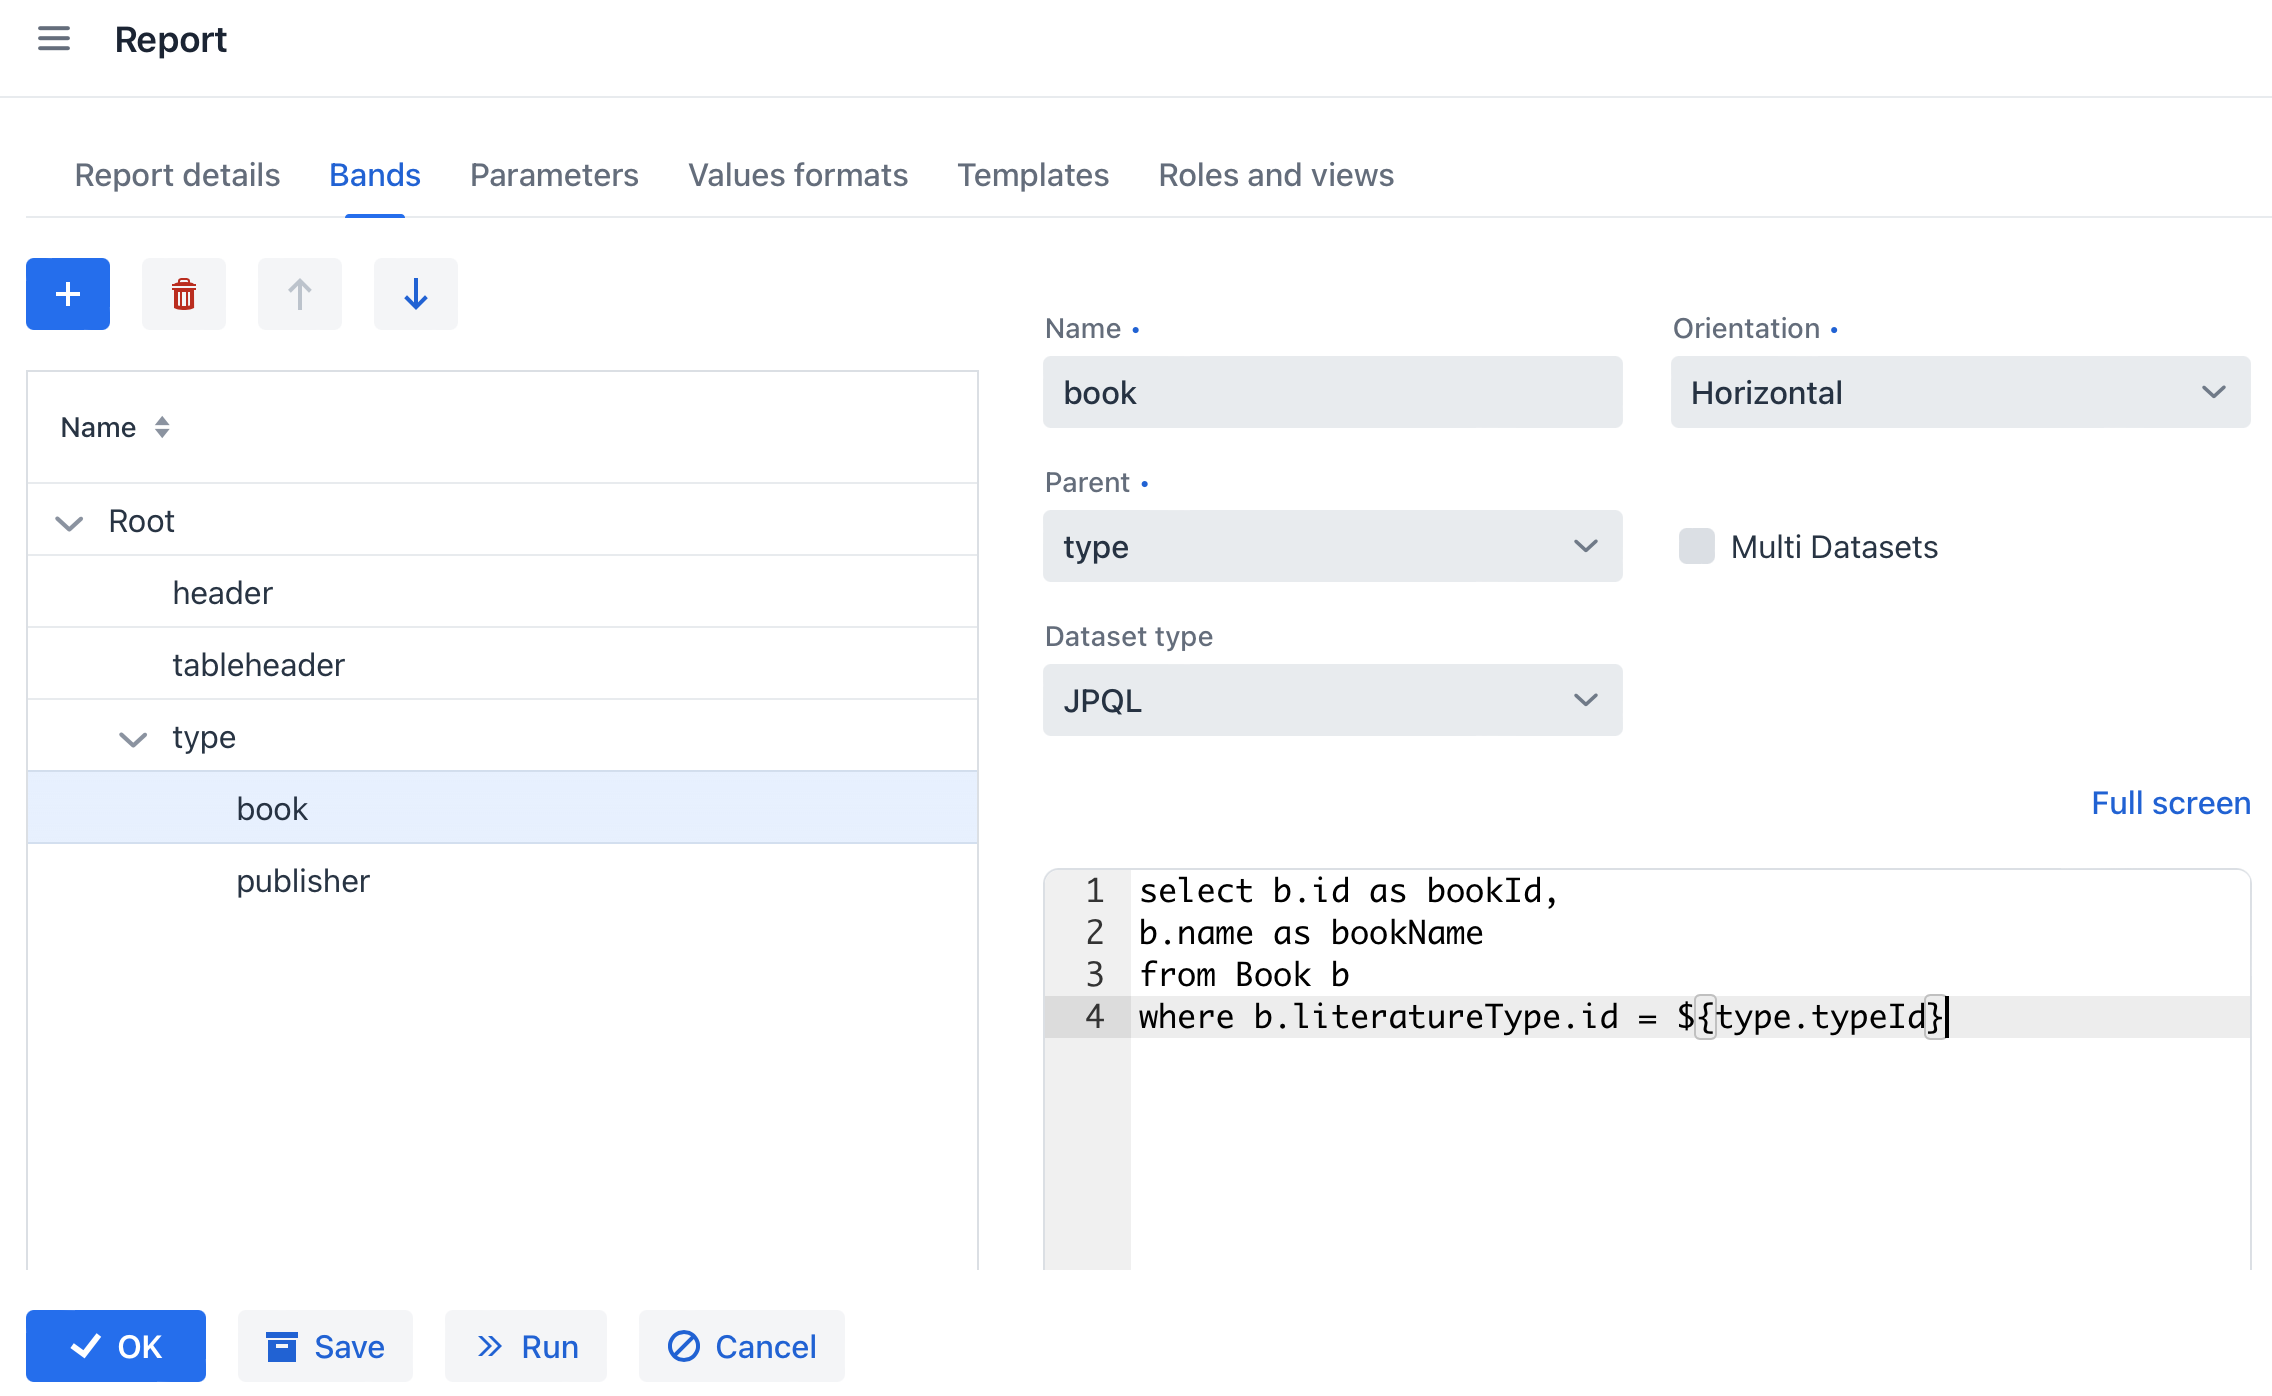 Report
Report details Bands Parameters Values formats Templates Roles and views
Name
Root
header
tableheader
type
book
publisher
Name •
book
Orientation •
Horizontal
Parent •
type
Multi Datasets
Dataset type
JPQL
Full screen
1 select b.id as bookId,
2 b.name as bookName
3 from Book b
4 where b.literatureType.id = ${type.typeId}
OK Save Run Cancel